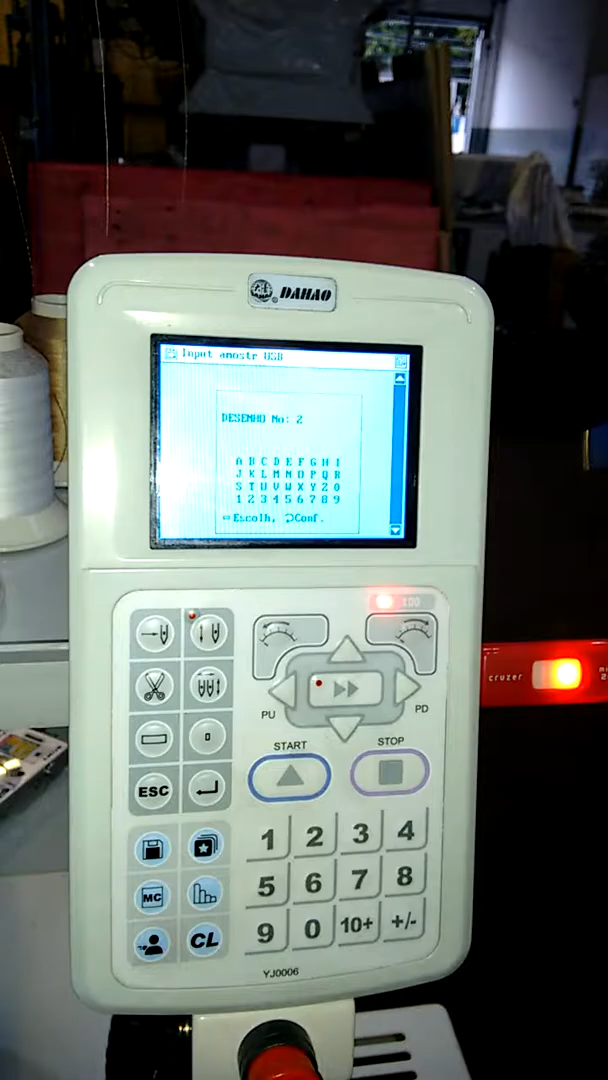 DAHAO
Input amostr USB
DESENHO No: 2
A B C D E F G H I
J K L M N O P Q R
S T U V W X Y Z 0
1 2 3 4 5 6 7 8 9
Escolh, Conf.
100
cruzer
PU
PD
START
STOP
ESC
1 2 3 4
5 6 7 8
MC
9 0 10+ +/-
CL
YJ0006